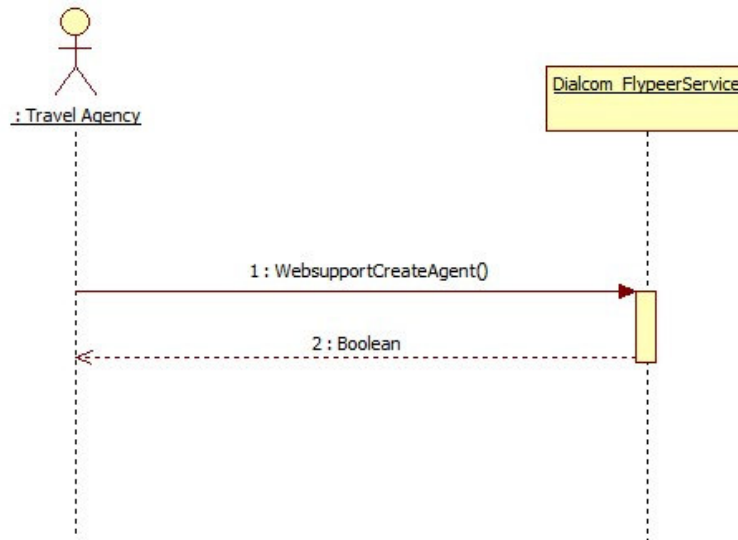 : Travel Agency
Dialcom_FlypeerService
1 : WebsupportCreateAgent()
2 : Boolean